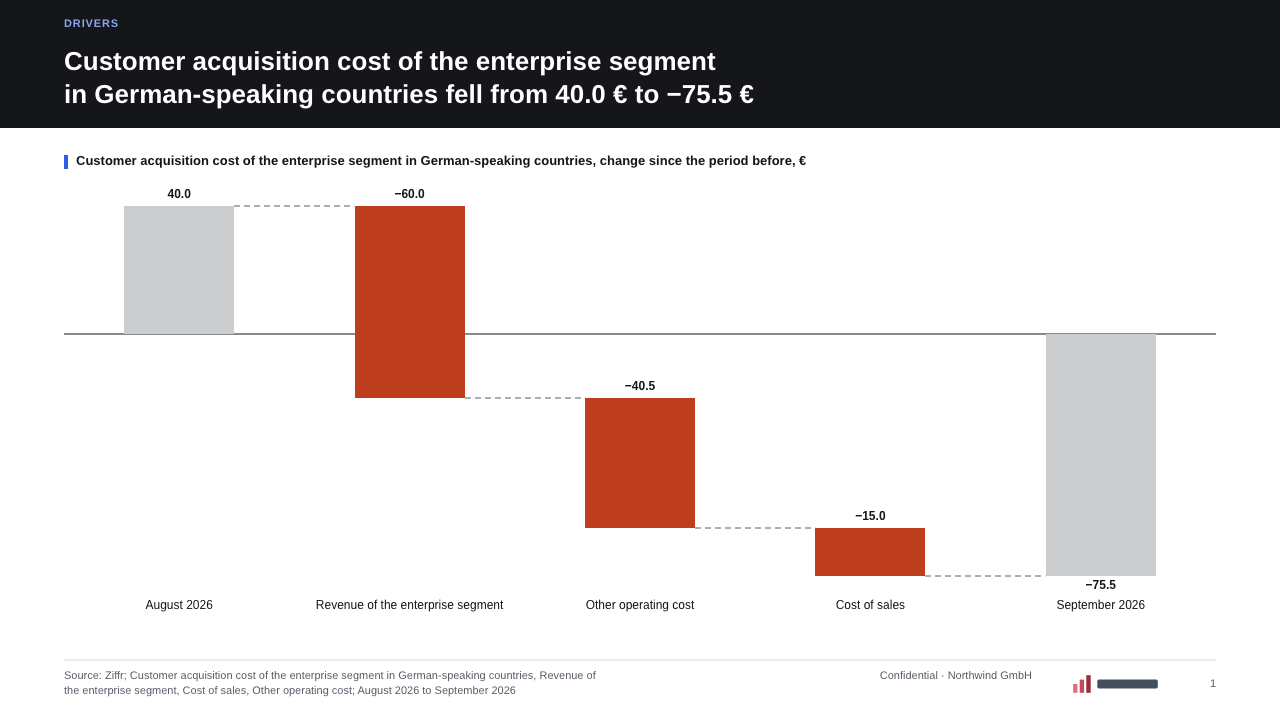 DRIVERS
Customer acquisition cost of the enterprise segment
in German-speaking countries fell from 40.0 € to −75.5 €
Customer acquisition cost of the enterprise segment in German-speaking countries, change since the period before, €
40.0
−60.0
−40.5
−15.0
−75.5
August 2026
Revenue of the enterprise segment
Other operating cost
Cost of sales
September 2026
Source: Ziffr; Customer acquisition cost of the enterprise segment in German-speaking countries, Revenue of
the enterprise segment, Cost of sales, Other operating cost; August 2026 to September 2026
Confidential · Northwind GmbH
1